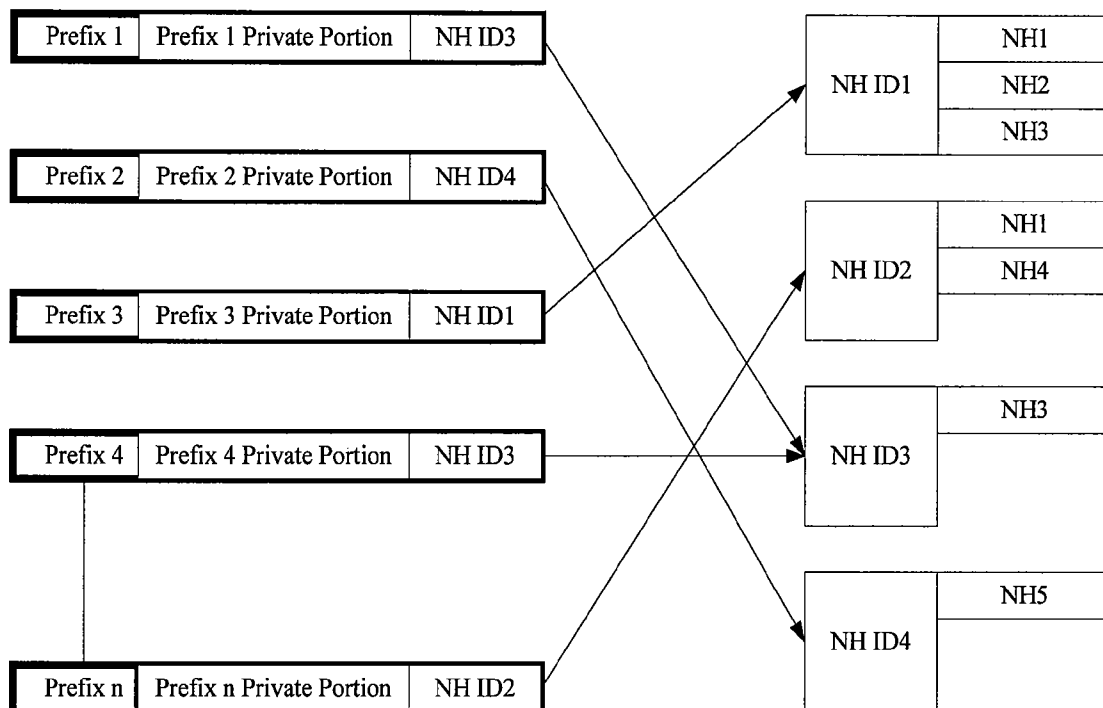 Prefix 1 Prefix 1 Private Portion NH ID3
Prefix 2 Prefix 2 Private Portion NH ID4
Prefix 3 Prefix 3 Private Portion NH ID1
Prefix 4 Prefix 4 Private Portion NH ID3
Prefix n Prefix n Private Portion NH ID2
NH ID1
NH1
NH2
NH3
NH ID2
NH1
NH4
NH ID3
NH3
NH ID4
NH5